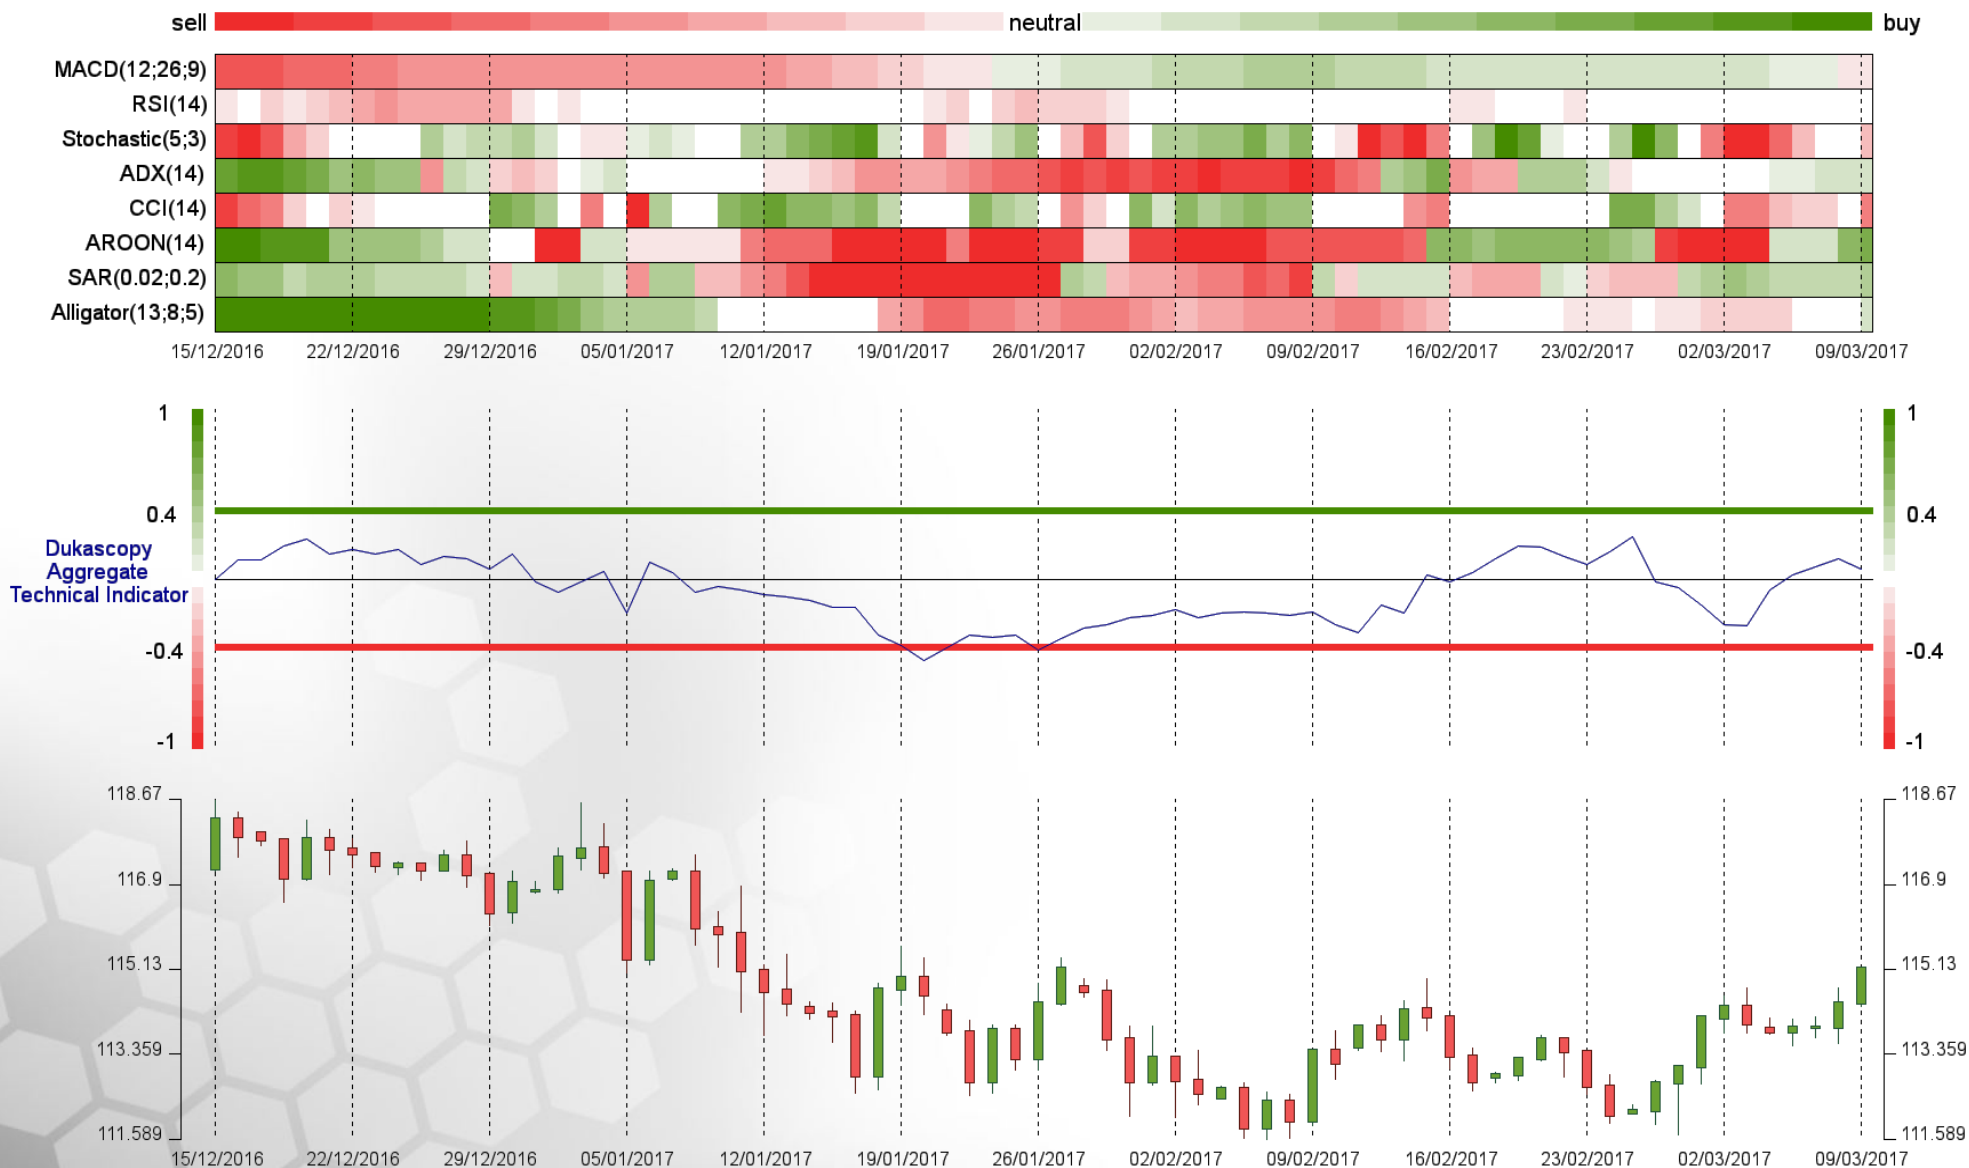 sell neutral buy
MACD(12;26;9)
RSI(14)
Stochastic(5;3)
ADX(14)
CCI(14)
AROON(14)
SAR(0.02;0.2)
Alligator(13;8;5)
15/12/2016 22/12/2016 29/12/2016 05/01/2017 12/01/2017 19/01/2017 26/01/2017 02/02/2017 09/02/2017 16/02/2017 23/02/2017 02/03/2017 09/03/2017
1 1
0.4 0.4
Dukascopy
Aggregate
Technical Indicator
-0.4 -0.4
-1 -1
118.67 118.67
116.9 116.9
115.13 115.13
113.359 113.359
111.589 111.589
15/12/2016 22/12/2016 29/12/2016 05/01/2017 12/01/2017 19/01/2017 26/01/2017 02/02/2017 09/02/2017 16/02/2017 23/02/2017 02/03/2017 09/03/2017